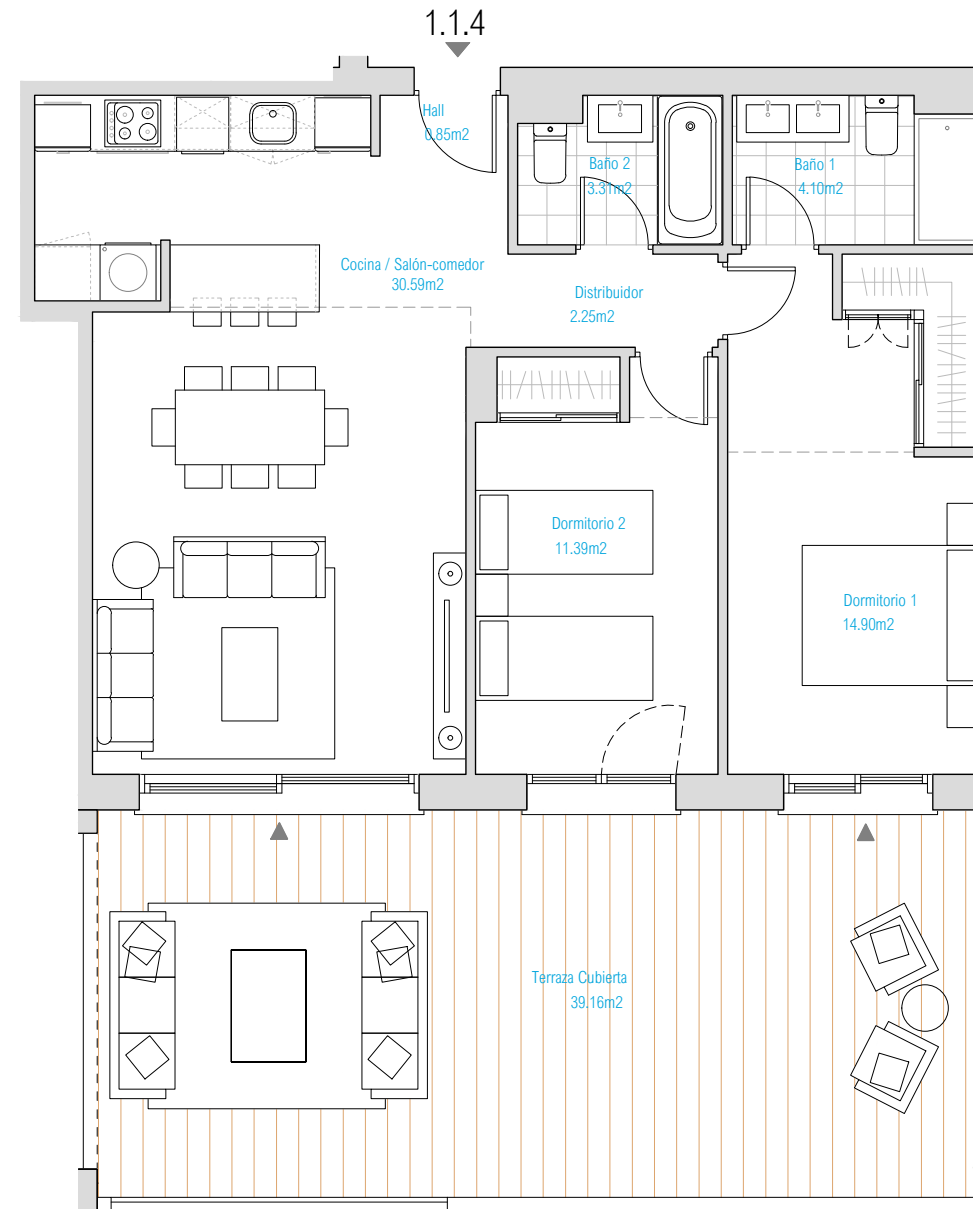 1.1.4
Hall
0.85m2
Baño 2
3.31m2
Baño 1
4.10m2
Cocina / Salón-comedor
30.59m2
Distribuidor
2.25m2
Dormitorio 2
11.39m2
Dormitorio 1
14.90m2
Terraza Cubierta
39.16m2